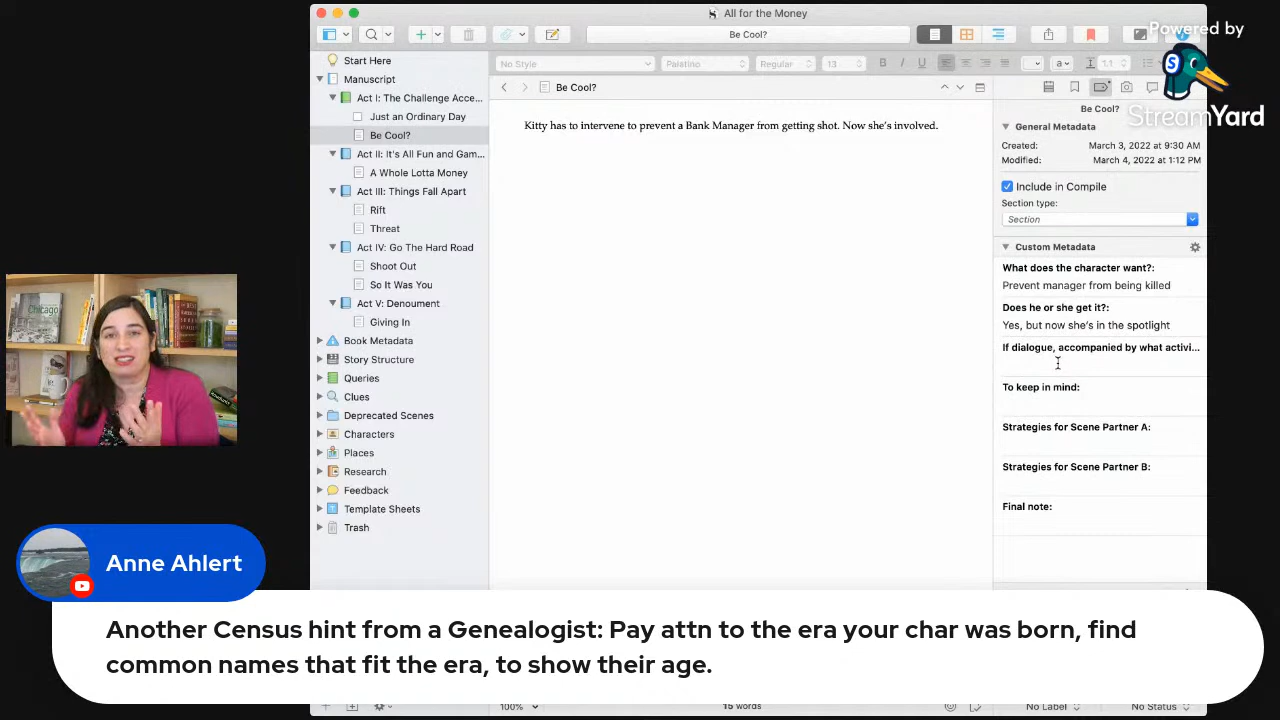 All for the Money
Powered by
StreamYard
Be Cool?
No Style
Palatino
Regular
13
B
I
U
a
1.1
Start Here
Manuscript
Act I: The Challenge Acce...
Just an Ordinary Day
Be Cool?
Act II: It's All Fun and Gam...
A Whole Lotta Money
Act III: Things Fall Apart
Rift
Threat
Act IV: Go The Hard Road
Shoot Out
So It Was You
Act V: Denoument
Giving In
Book Metadata
Story Structure
Queries
Clues
Deprecated Scenes
Characters
Places
Research
Feedback
Template Sheets
Trash
Be Cool?
Kitty has to intervene to prevent a Bank Manager from getting shot. Now she's involved.
Be Cool?
General Metadata
Created: March 3, 2022 at 9:30 AM
Modified: March 4, 2022 at 1:12 PM
Include in Compile
Section type:
Section
Custom Metadata
What does the character want?:
Prevent manager from being killed
Does he or she get it?:
Yes, but now she's in the spotlight
If dialogue, accompanied by what activi...
To keep in mind:
Strategies for Scene Partner A:
Strategies for Scene Partner B:
Final note:
Chicago
Anne Ahlert
Another Census hint from a Genealogist: Pay attn to the era your char was born, find
common names that fit the era, to show their age.
100%
15 words
No Label
No Status